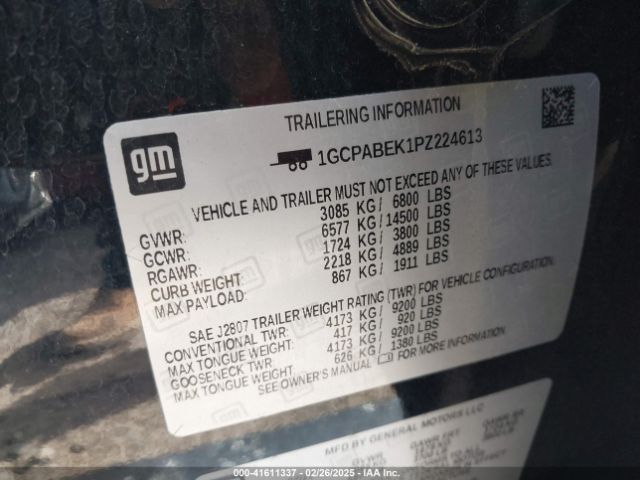 TRAILERING INFORMATION
gm
1GCPABEK1PZ224613
VEHICLE AND TRAILER MUST NOT EXCEED ANY OF THESE WEIGHTS.
GVWR: 3085 KG/ 6800 LBS
GCWR: 6577 KG/14500 LBS
RGAWR: 1724 KG/ 3800 LBS
CURB WEIGHT: 2218 KG/ 4889 LBS
MAX PAYLOAD: 867 KG/ 1911 LBS
SAE J2807 TRAILER WEIGHT RATING (TWR) FOR VEHICLE CONFIGURATION.
CONVENTIONAL TWR: 4173 KG/ 9200 LBS
MAX TONGUE WEIGHT: 417 KG/ 920 LBS
GOOSENECK TWR 4173 KG/ 9200 LBS
MAX TONGUE WEIGHT: 626 KG/ 1380 LBS
SEE OWNER'S MANUAL FOR MORE INFORMATION
MFD BY GENERAL MOTORS LLC
GAWR FRT
000-41611337 02/26/2025 IAA Inc.